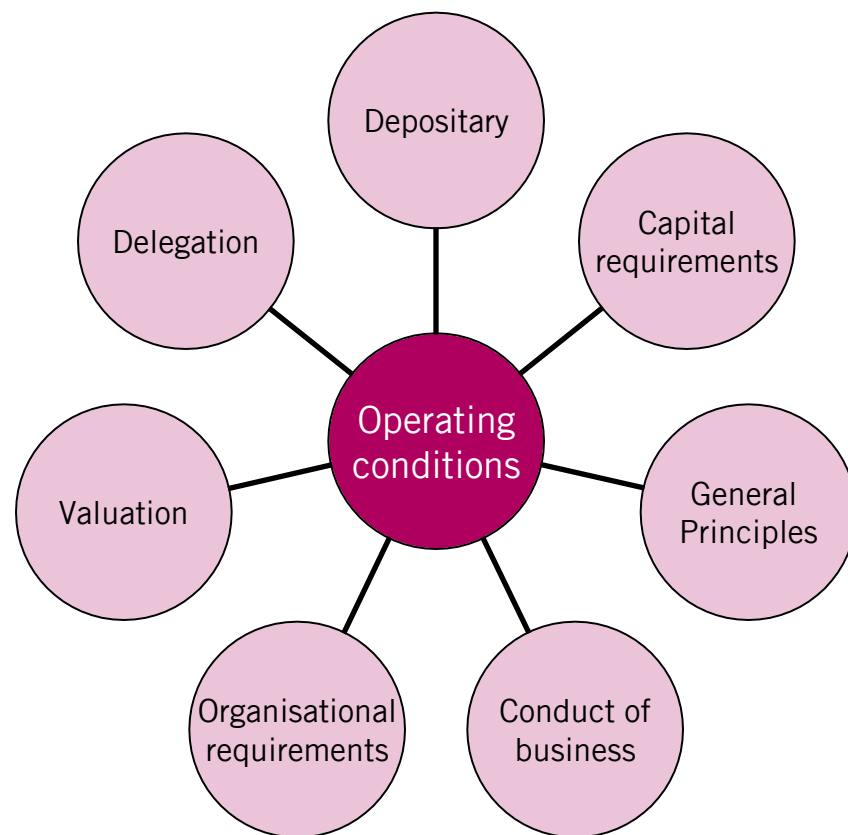 Depositary
Delegation
Capital
requirements
Operating
conditions
Valuation
General
Principles
Organisational
requirements
Conduct of
business